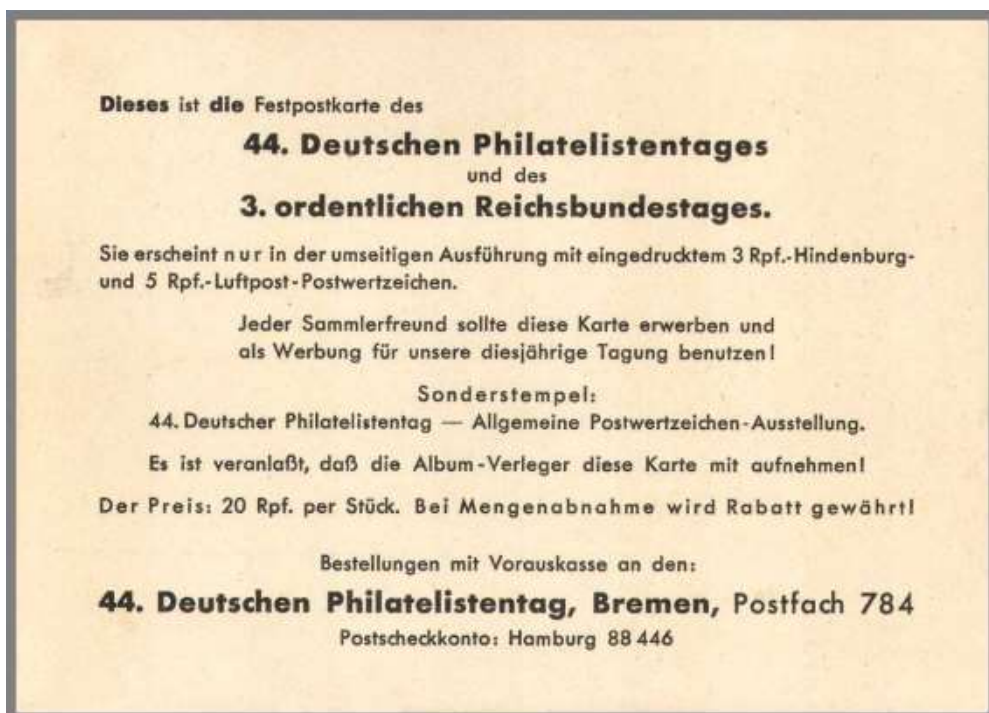 Dieses ist die Festpostkarte des
44. Deutschen Philatelistentages
und des
3. ordentlichen Reichsbundestages.
Sie erscheint nur in der umseitigen Ausführung mit eingedrucktem 3 Rpf.-Hindenburg-
und 5 Rpf.-Luftpost-Postwertzeichen.
Jeder Sammlerfreund sollte diese Karte erwerben und
als Werbung für unsere diesjährige Tagung benutzen!
Sonderstempel:
44. Deutscher Philatelistentag — Allgemeine Postwertzeichen-Ausstellung.
Es ist veranlaßt, daß die Album-Verleger diese Karte mit aufnehmen!
Der Preis: 20 Rpf. per Stück. Bei Mengenabnahme wird Rabatt gewährt!
Bestellungen mit Vorauskasse an den:
44. Deutschen Philatelistentag, Bremen, Postfach 784
Postscheckkonto: Hamburg 88 446